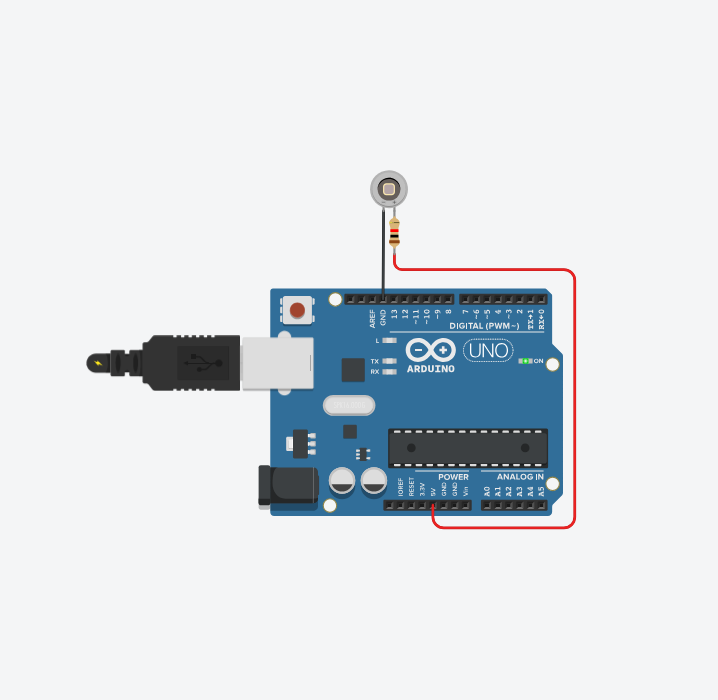 - +
AREF
GND
13
12
~11
~10
~9
8
7
~6
~5
4
~3
2
TX→1
RX←0
DIGITAL (PWM~)
L
TX
RX
UNO
ON
ARDUINO
POWER
ANALOG IN
IOREF
RESET
3.3V
5V
GND
GND
Vin
A0
A1
A2
A3
A4
A5